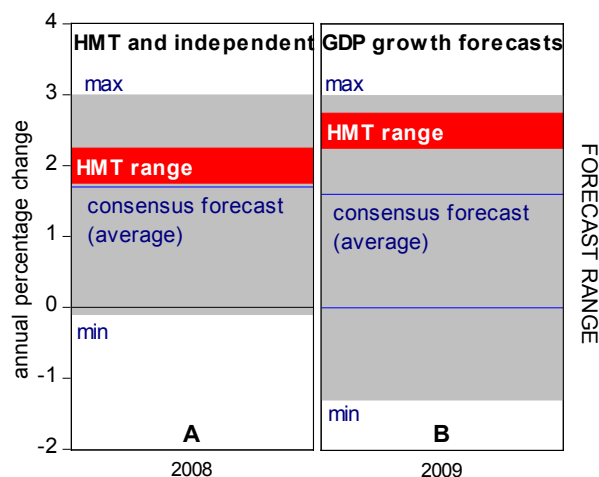 HMT and independent GDP growth forecasts
4
3
2
1
0
-1
-2
annual percentage change
max
HMT range
consensus forecast
(average)
min
A
2008
max
HMT range
consensus forecast
(average)
min
B
2009
FORECAST RANGE